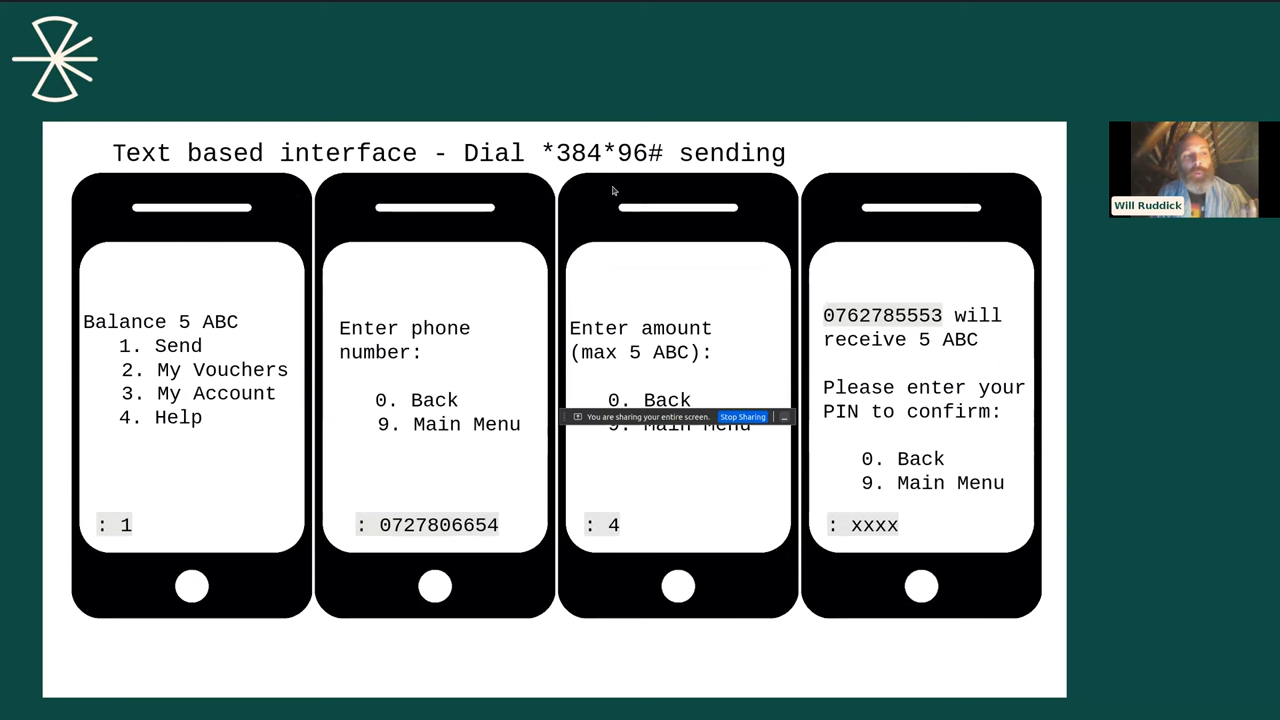 Text based interface - Dial *384*96# sending
Balance 5 ABC
1. Send
2. My Vouchers
3. My Account
4. Help
: 1
Enter phone
number:
0. Back
9. Main Menu
: 0727806654
Enter amount
(max 5 ABC):
0. Back
You are sharing your entire screen. Stop Sharing
9. Main Menu
: 4
0762785553 will
receive 5 ABC
Please enter your
PIN to confirm:
0. Back
9. Main Menu
: xxxx
Will Ruddick